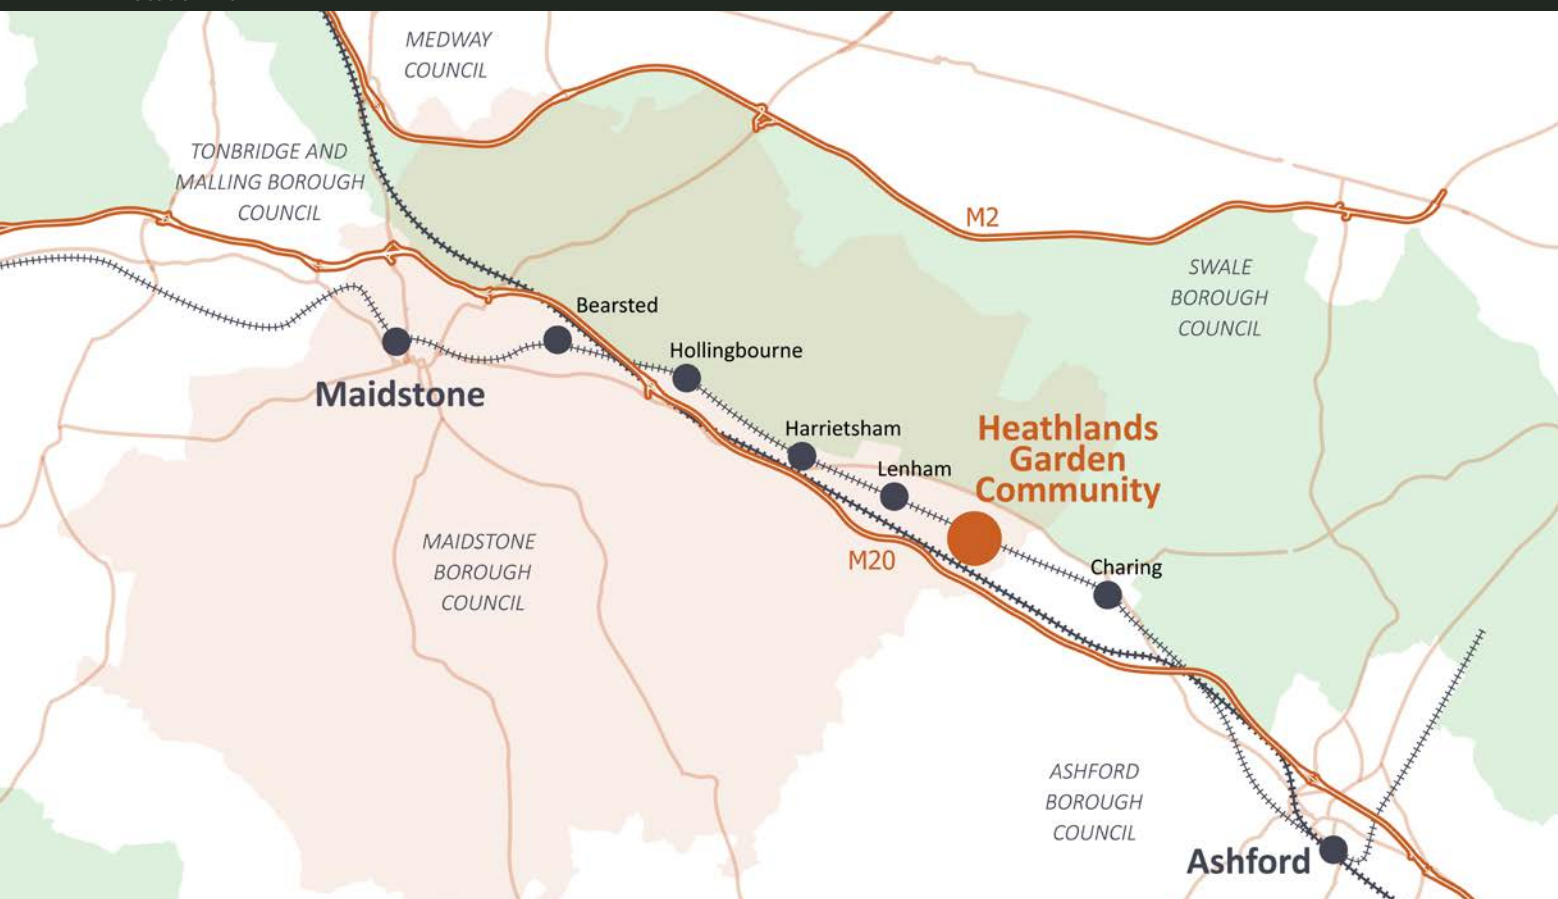 MEDWAY
COUNCIL
TONBRIDGE AND
MALLING BOROUGH
COUNCIL
M2
SWALE
BOROUGH
COUNCIL
Bearsted
Hollingbourne
Maidstone
Harrietsham
Heathlands
Garden
Community
Lenham
MAIDSTONE
BOROUGH
COUNCIL
M20
Charing
ASHFORD
BOROUGH
COUNCIL
Ashford